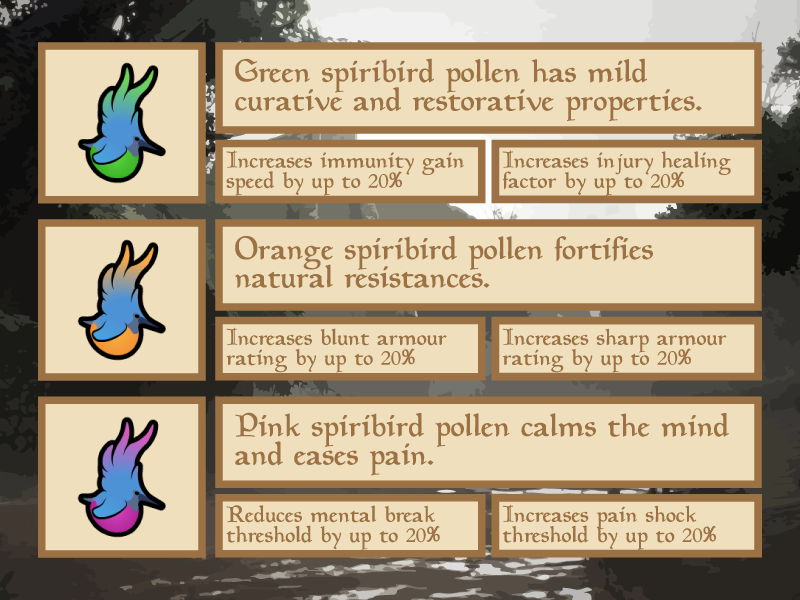 Green spiribird pollen has mild
curative and restorative properties.
Increases immunity gain
speed by up to 20%
Increases injury healing
factor by up to 20%
Orange spiribird pollen fortifies
natural resistances.
Increases blunt armour
rating by up to 20%
Increases sharp armour
rating by up to 20%
Pink spiribird pollen calms the mind
and eases pain.
Reduces mental break
threshold by up to 20%
Increases pain shock
threshold by up to 20%